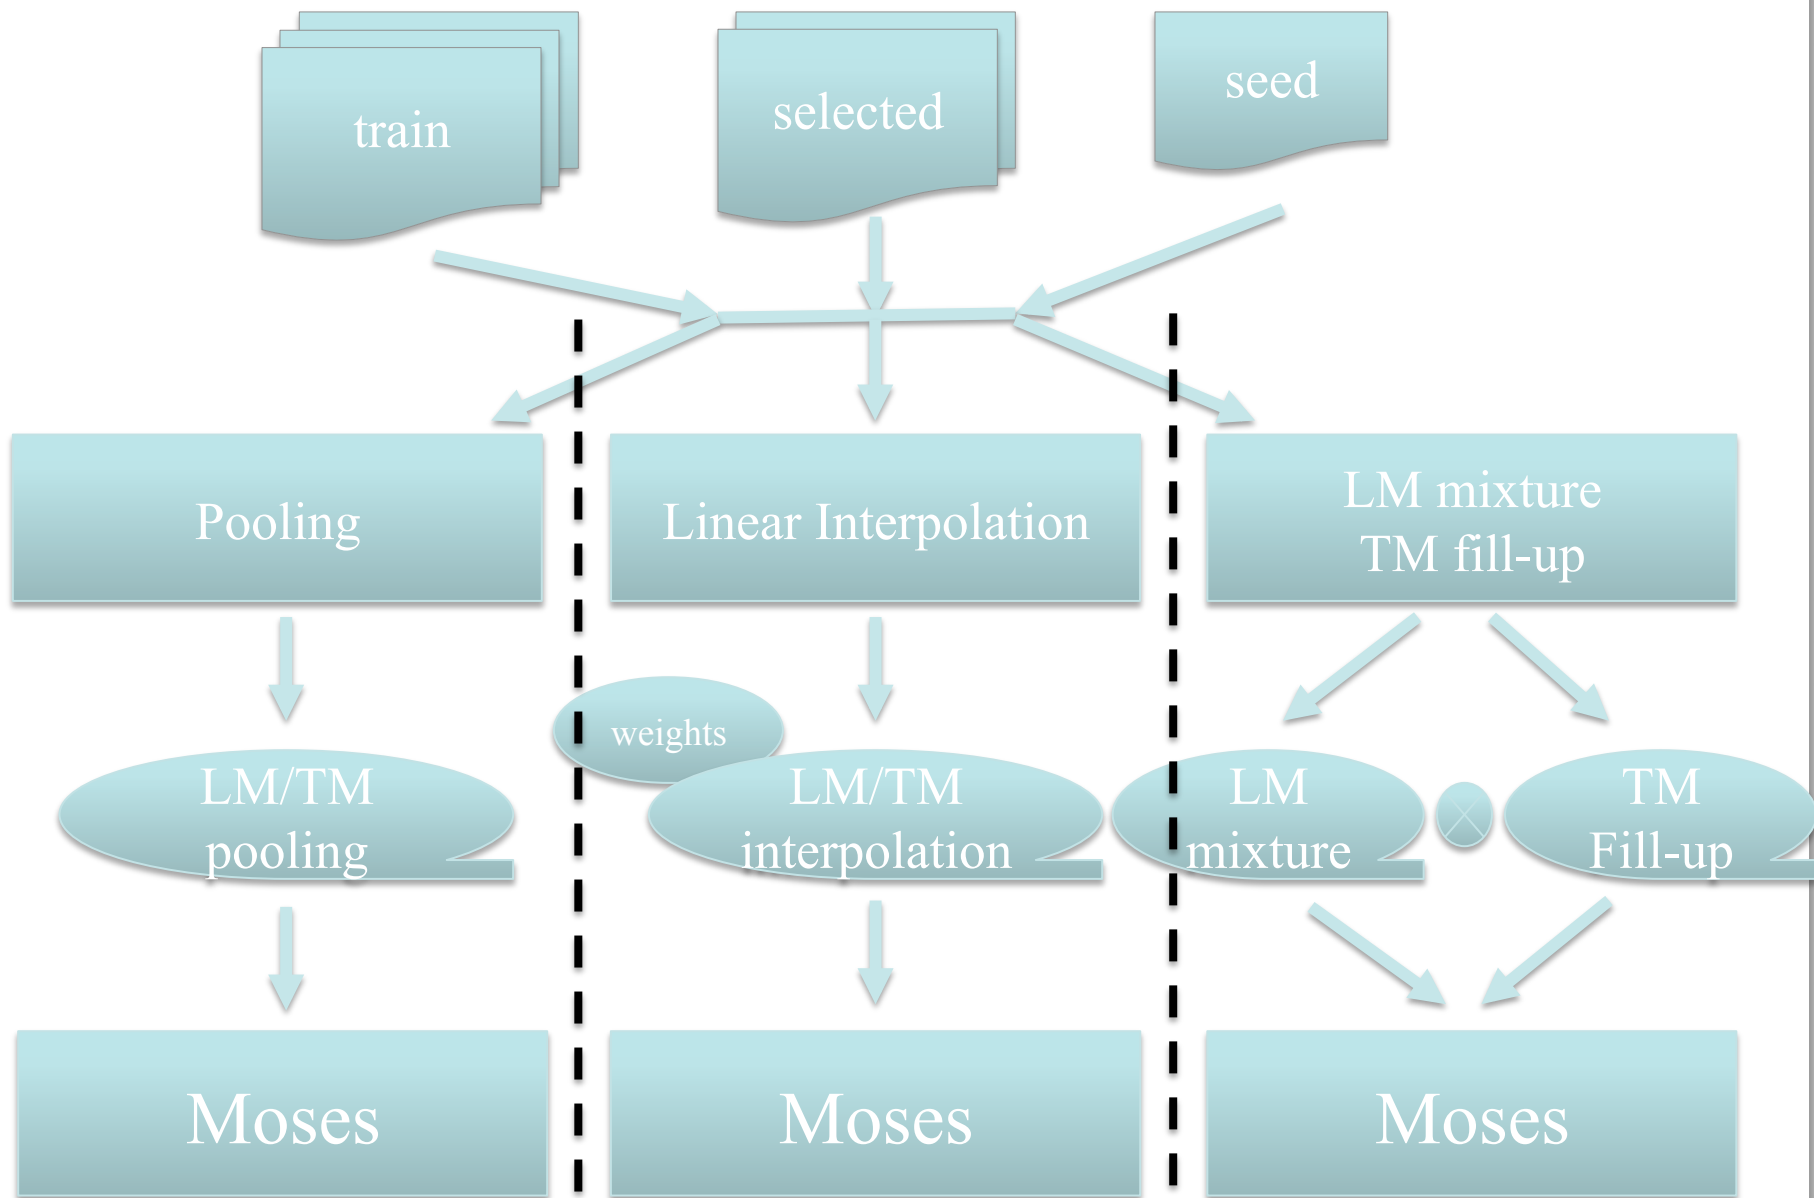 train
selected
seed
Pooling
Linear Interpolation
LM mixture
TM fill-up
weights
LM/TM
pooling
LM/TM
interpolation
LM
mixture
TM
Fill-up
Moses
Moses
Moses